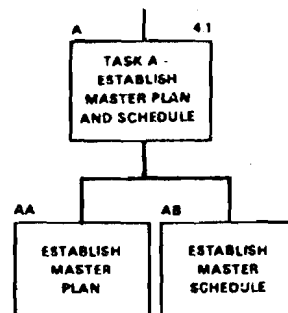 A 4.1
TASK A -
ESTABLISH
MASTER PLAN
AND SCHEDULE
AA AB
ESTABLISH
MASTER
PLAN
ESTABLISH
MASTER
SCHEDULE